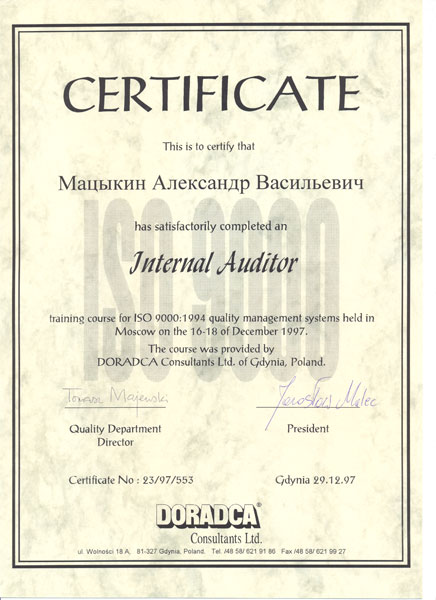 CERTIFICATE
This is to certify that
Мацыкин Александр Васильевич
has satisfactorily completed an
ISO 9000
Internal Auditor
training course for ISO 9000:1994 quality management systems held in
Moscow on the 16-18 of December 1997.
The course was provided by
DORADCA Consultants Ltd. of Gdynia, Poland.
Tomasz Majewski
Jarosław Malec
Quality Department
Director
President
Certificate No : 23/97/553
Gdynia 29.12.97
DORADCA®
Consultants Ltd.
ul. Wolności 18 A, 81-327 Gdynia, Poland. Tel. /48 58/ 621 91 86 Fax /48 58/ 621 99 27